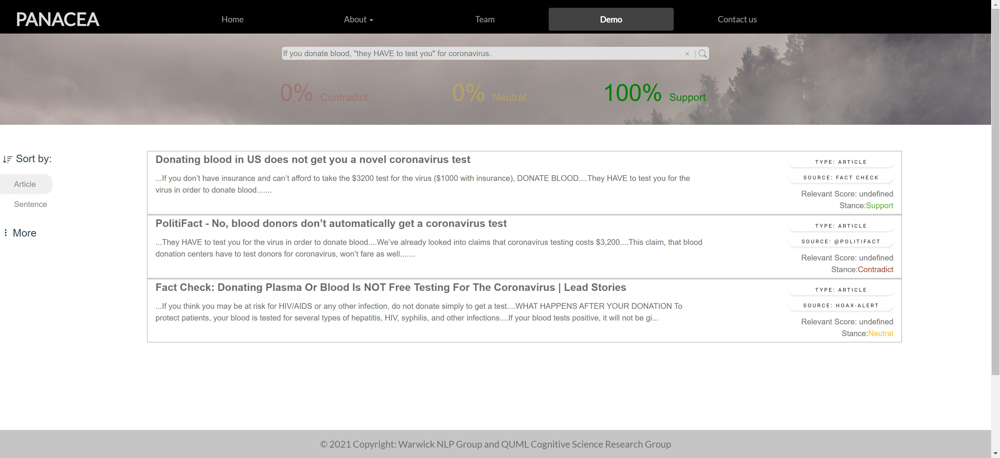 PANACEA
Home
About
Team
Demo
Contact us
If you donate blood, "they HAVE to test you" for coronavirus.
0% Contradict
0% Neutral
100% Support
Sort by:
Article
Sentence
More
Donating blood in US does not get you a novel coronavirus test
...If you don’t have insurance and can’t afford to take the $3200 test for the virus ($1000 with insurance), DONATE BLOOD....They HAVE to test you for the
virus in order to donate blood.......
TYPE: ARTICLE
SOURCE: FACT CHECK
Relevant Score: undefined
Stance:Support
PolitiFact - No, blood donors don’t automatically get a coronavirus test
...They HAVE to test you for the virus in order to donate blood....We’ve already looked into claims that coronavirus testing costs $3,200....This claim, that blood
donation centers have to test donors for coronavirus, won’t fare as well.......
TYPE: ARTICLE
SOURCE: @POLITIFACT
Relevant Score: undefined
Stance:Contradict
Fact Check: Donating Plasma Or Blood Is NOT Free Testing For The Coronavirus | Lead Stories
...If you think you may be at risk for HIV/AIDS or any other infection, do not donate simply to get a test....WHAT HAPPENS AFTER YOUR DONATION To
protect patients, your blood is tested for several types of hepatitis, HIV, syphilis, and other infections....If your blood tests positive, it will not be gi...
TYPE: ARTICLE
SOURCE: HOAX-ALERT
Relevant Score: undefined
Stance:Neutral
© 2021 Copyright: Warwick NLP Group and QUML Cognitive Science Research Group